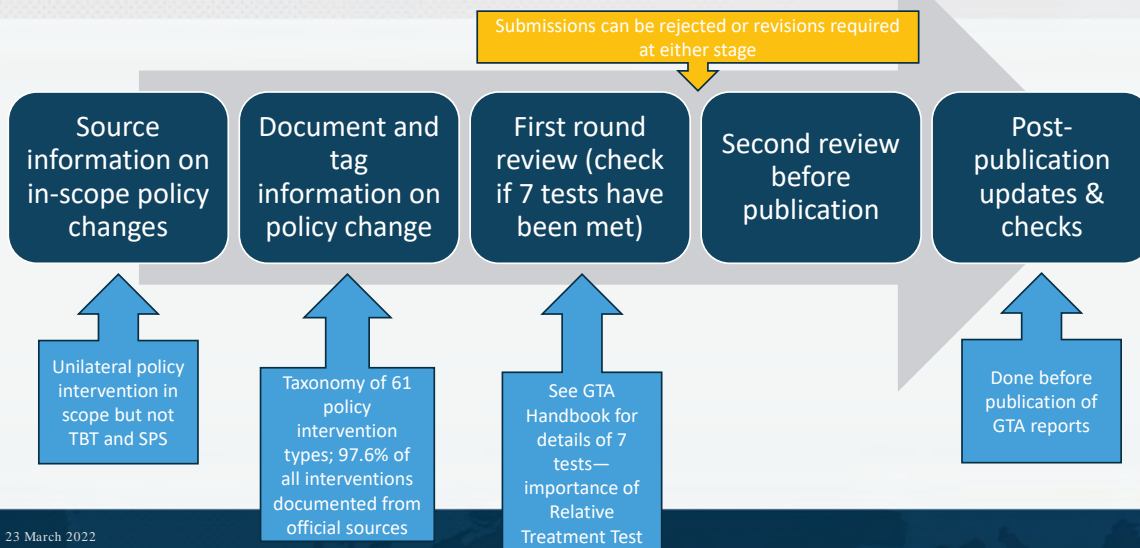 Submissions can be rejected or revisions required
at either stage
Source
information on
in-scope policy
changes
Document and
tag
information on
policy change
First round
review (check
if 7 tests have
been met)
Second review
before
publication
Post-
publication
updates &
checks
Unilateral policy
intervention in
scope but not
TBT and SPS
Taxonomy of 61
policy
intervention
types; 97.6% of
all interventions
documented from
official sources
See GTA
Handbook for
details of 7
tests—
importance of
Relative
Treatment Test
Done before
publication of
GTA reports
23 March 2022